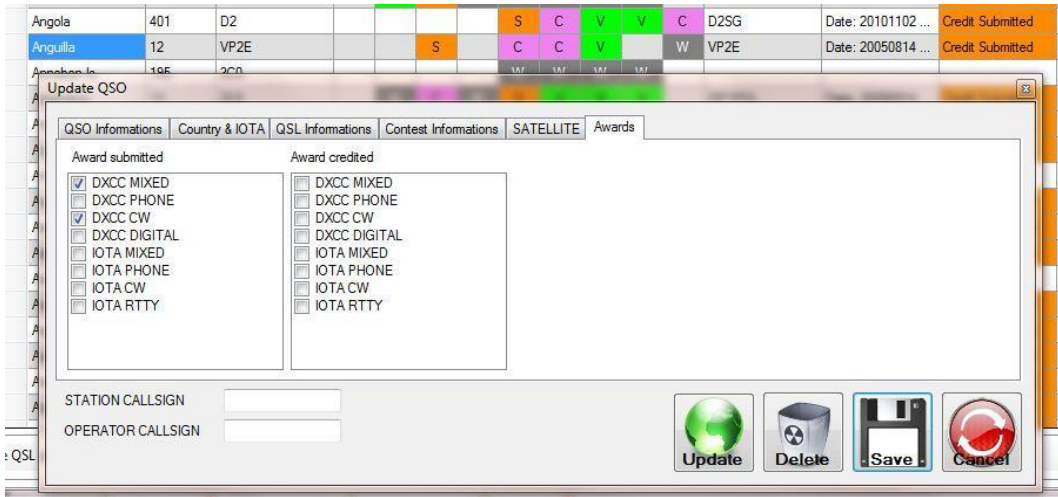 Angola 401 D2 S C V V C D2SG Date: 20101102 ... Credit Submitted
Anguilla 12 VP2E S C C V W VP2E Date: 20050814 ... Credit Submitted
195 3C0 W W W W
Update QSO
QSO Informations Country & IOTA QSL Informations Contest Informations SATELLITE Awards
Award submitted Award credited
DXCC MIXED DXCC MIXED
DXCC PHONE DXCC PHONE
DXCC CW DXCC CW
DXCC DIGITAL DXCC DIGITAL
IOTA MIXED IOTA MIXED
IOTA PHONE IOTA PHONE
IOTA CW IOTA CW
IOTA RTTY IOTA RTTY
STATION CALLSIGN
OPERATOR CALLSIGN
Update Delete Save Cancel
QSL